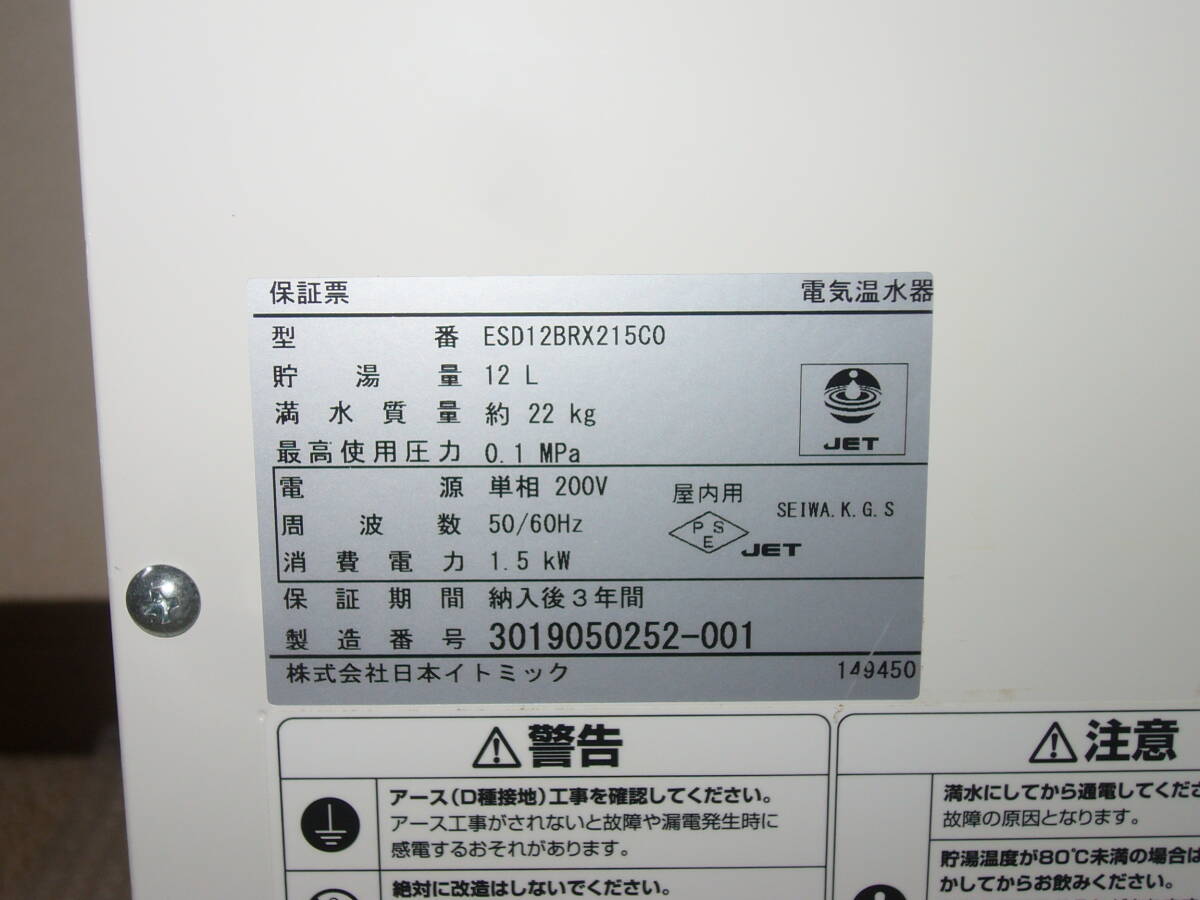 保証票 電気温水器
型番 ESD12BRX215C0
貯湯量 12 L
満水質量 約 22 kg
JET
最高使用圧力 0.1 MPa
電源 単相 200V
屋内用
周波数 50/60Hz
PSE
JET
SEIWA.K.G.S
消費電力 1.5 kW
保証期間 納入後3年間
製造番号 3019050252-001
株式会社日本イトミック 149450
警告
アース(D種接地)工事を確認してください。
アース工事がされないと故障や漏電発生時に
感電するおそれがあります。
絶対に改造はしないでください。
注意
満水にしてから通電してくださ
故障の原因となります。
貯湯温度が80℃未満の場合は
かしてからお飲みください。